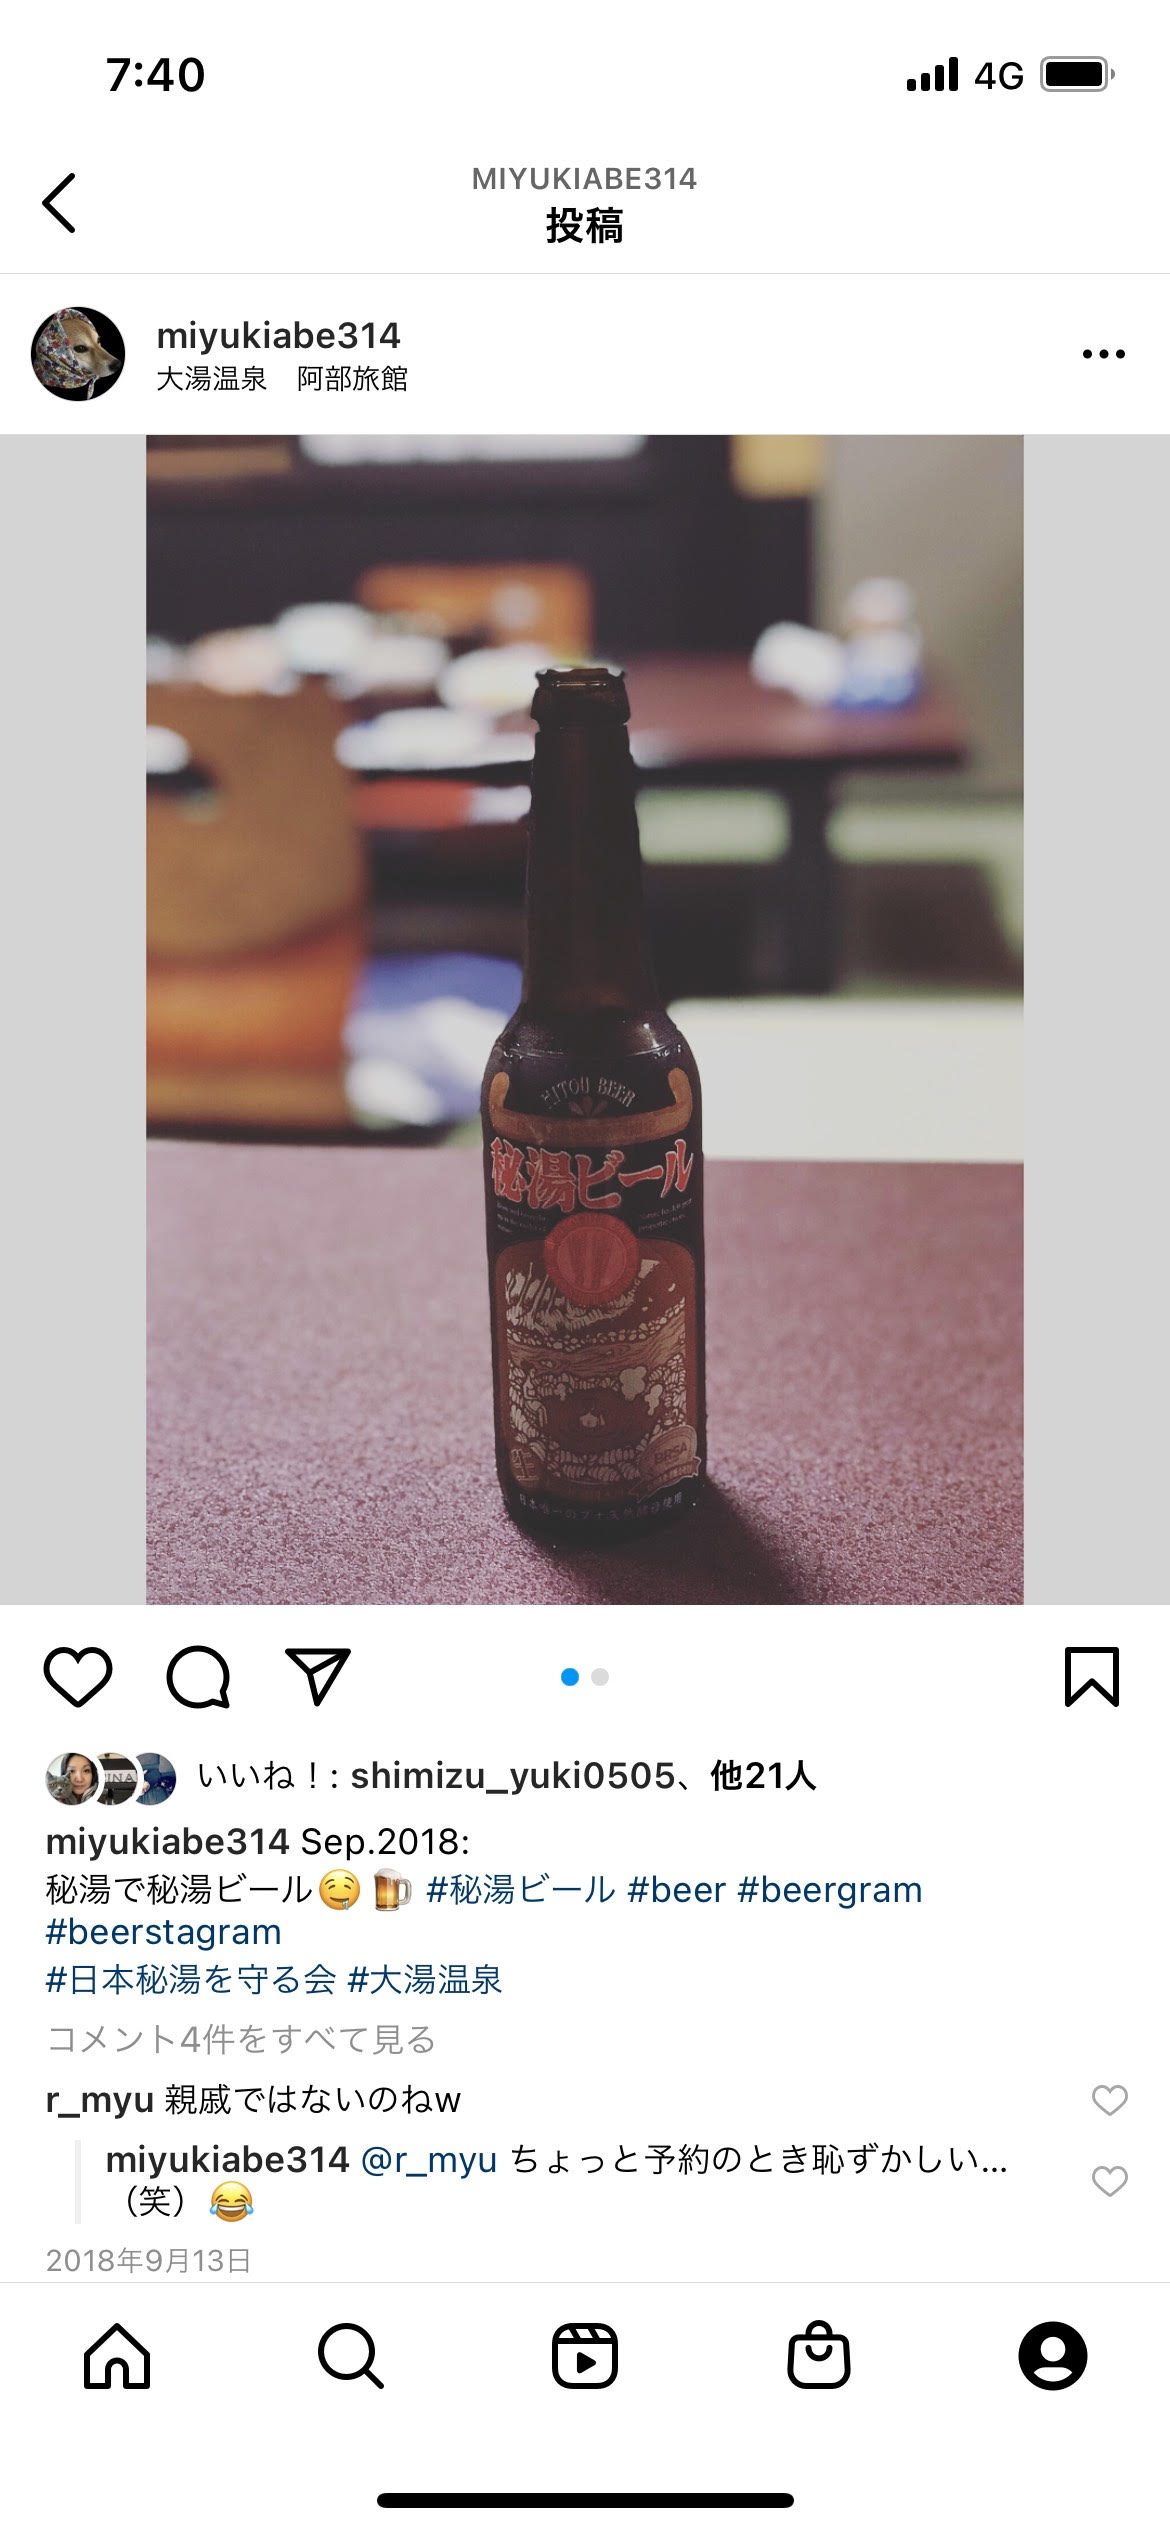 7:40
4G
MIYUKIABE314
投稿
miyukiabe314
大湯温泉　阿部旅館
HITOU BEER
秘湯ビール
BRSA
いいね！: shimizu_yuki0505、他21人
miyukiabe314 Sep.2018:
秘湯で秘湯ビール🤤🍺 #秘湯ビール #beer #beergram
#beerstagram
#日本秘湯を守る会 #大湯温泉
コメント4件をすべて見る
r_myu 親戚ではないのねw
miyukiabe314 @r_myu ちょっと予約のとき恥ずかしい...
（笑）😂
2018年9月13日